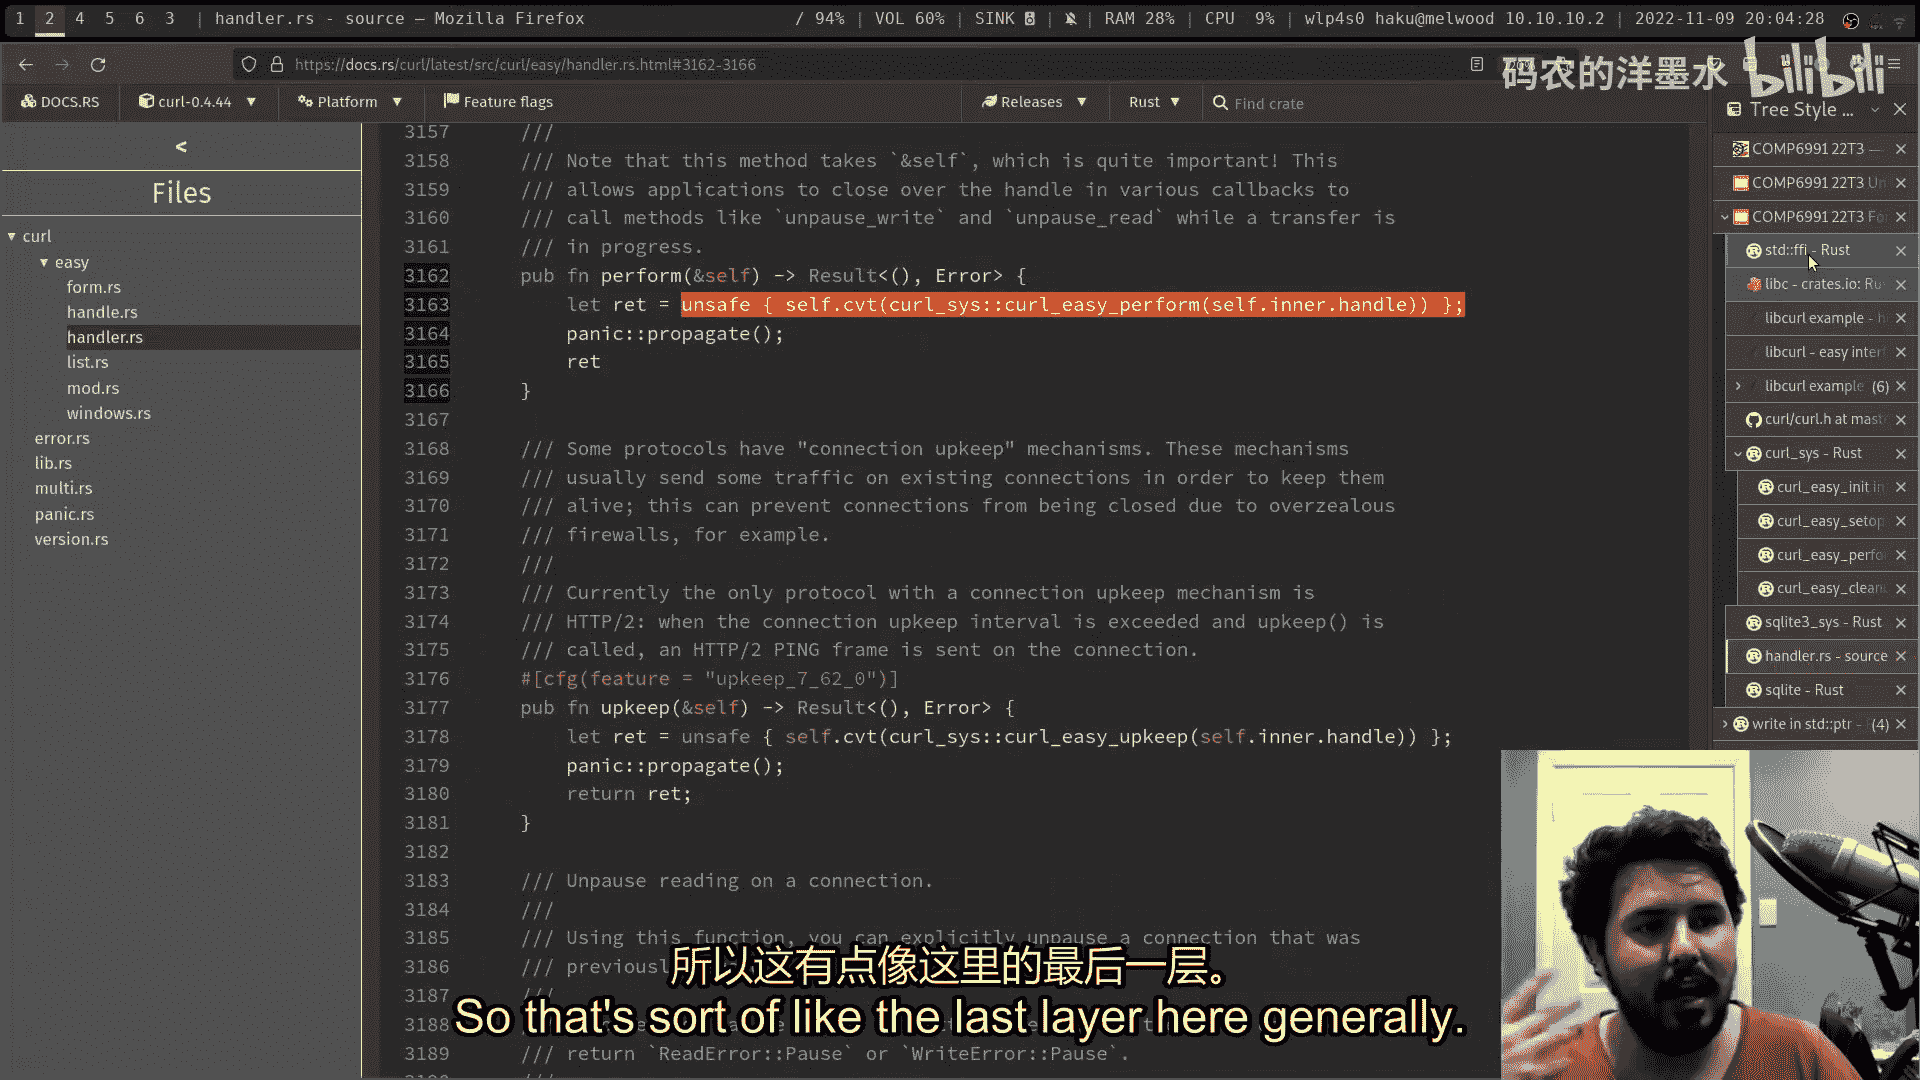 1 2 4 5 6 3 | handler.rs - source — Mozilla Firefox
/ 94% | VOL 60% | SINK | | RAM 28% | CPU 9% | wlp4s0 haku@melwood 10.10.10.2 | 2022-11-09 20:04:28
https://docs.rs/curl/latest/src/curl/easy/handler.rs.html#3162-3166
码农的洋墨水 bilibili
DOCS.RS curl-0.4.44 Platform Feature flags Releases Rust Find crate
Tree Style ...
<
Files
curl
easy
form.rs
handle.rs
handler.rs
list.rs
mod.rs
windows.rs
error.rs
lib.rs
multi.rs
panic.rs
version.rs
3157 ///
3158 /// Note that this method takes `&self`, which is quite important! This
3159 /// allows applications to close over the handle in various callbacks to
3160 /// call methods like `unpause_write` and `unpause_read` while a transfer is
3161 /// in progress.
3162 pub fn perform(&self) -> Result<(), Error> {
3163 let ret = unsafe { self.cvt(curl_sys::curl_easy_perform(self.inner.handle)) };
3164 panic::propagate();
3165 ret
3166 }
3167
3168 /// Some protocols have "connection upkeep" mechanisms. These mechanisms
3169 /// usually send some traffic on existing connections in order to keep them
3170 /// alive; this can prevent connections from being closed due to overzealous
3171 /// firewalls, for example.
3172 ///
3173 /// Currently the only protocol with a connection upkeep mechanism is
3174 /// HTTP/2: when the connection upkeep interval is exceeded and upkeep() is
3175 /// called, an HTTP/2 PING frame is sent on the connection.
3176 #[cfg(feature = "upkeep_7_62_0")]
3177 pub fn upkeep(&self) -> Result<(), Error> {
3178 let ret = unsafe { self.cvt(curl_sys::curl_easy_upkeep(self.inner.handle)) };
3179 panic::propagate();
3180 return ret;
3181 }
3182
3183 /// Unpause reading on a connection.
3184 ///
3185 /// Using this function, you can explicitly unpause a connection that was
3186 /// previously
3187 ///
3188 ///
3189 /// return `ReadError::Pause` or `WriteError::Pause`.
COMP6991 22T3 —
COMP6991 22T3 Un
COMP6991 22T3 Fo
std::ffi - Rust
libc - crates.io: Ru
libcurl example - h
libcurl - easy interf
libcurl example (6)
curl/curl.h at mast
curl_sys - Rust
curl_easy_init in
curl_easy_setop
curl_easy_perfo
curl_easy_clean
sqlite3_sys - Rust
handler.rs - source
sqlite - Rust
write in std::ptr - (4)
所以这有点像这里的最后一层。
So that's sort of like the last layer here generally.